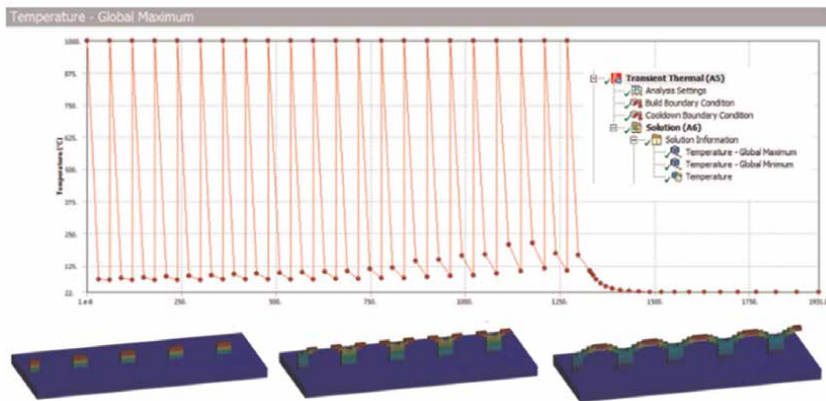 Temperature - Global Maximum
1000.
875.
750.
625.
500.
375.
250.
125.
22.
Temperature (°C)
1.e-8
250.
500.
750.
1000.
1250.
1500.
1750.
Transient Thermal (A5)
Analysis Settings
Build Boundary Condition
Cooldown Boundary Condition
Solution (A6)
Solution Information
Temperature - Global Maximum
Temperature - Global Minimum
Temperature